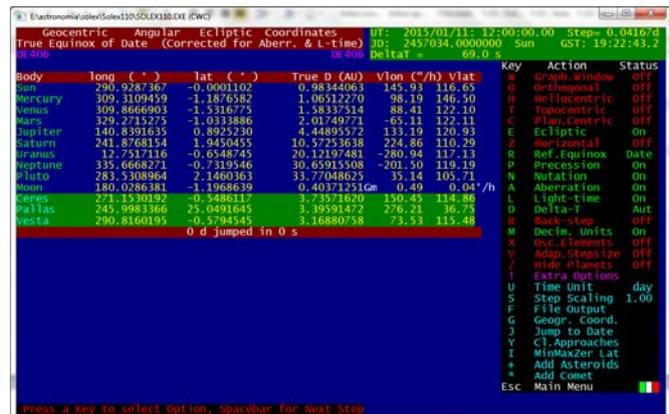 E:\astronomia\solex\Solex110\SOLEX110.EXE (CWC)
Geocentric Angular Ecliptic Coordinates UT: 2015/01/11: 12:00:00.00 Step= 0.04167d
True Equinox of Date (Corrected for Aberr. & L-time) JD: 2457034.0000000 Sun GST: 19:22:43.2
DE406 DE406 DeltaT = 69.0 s
Key Action Status
Body long ( ° ) lat ( ° ) True D (AU) Vlon ("/h) Vlat
Sun 290.9287367 -0.0001102 0.98344063 145.93 116.65
Mercury 309.3109459 -1.1876582 1.06512270 98.19 146.50
Venus 309.8666903 -1.5316775 1.58337514 88.41 122.10
Mars 329.2715275 -1.0333886 2.01749771 -65.11 122.11
Jupiter 140.8391635 0.8925230 4.44895572 133.19 120.93
Saturn 241.8768154 1.9450455 10.57253638 224.86 110.29
Uranus 12.7517116 -0.6548745 20.12197481 -280.94 117.13
Neptune 335.6668271 -0.7319546 30.65915508 -201.50 119.19
Pluto 283.5308964 2.1460363 33.77048625 35.14 105.71
Moon 180.0286381 -1.1968639 0.40371251Gm 0.49 0.04°/h
Ceres 271.1530192 -0.5486117 3.73571620 150.45 114.86
Pallas 245.9983366 25.0491645 3.39591472 276.21 36.75
Vesta 290.8160195 -0.5794545 3.16880758 73.53 115.48
0 d jumped in 0 s
W Graph.Window Off
O Orthogonal Off
H Heliocentric Off
T Topocentric Off
C Plan.Centric Off
E Ecliptic On
Z Horizontal Off
R Ref.Equinox Date
P Precession On
N Nutation On
A Aberration On
L Light-time On
D Delta-T Aut
B Back-step Off
M Decim. Units On
X Osc.Elements Off
V Adap.Stepsize Off
/ Hide Planets Off
! Extra Options
U Time Unit day
S Step Scaling 1.00
F File Output
G Geogr. Coord.
J Jump to Date
Y Cl.Approaches
I MinMaxZer Lat
+ Add Asteroids
* Add Comet
Esc Main Menu
Press a Key to select Option, Spacebar for Next Step